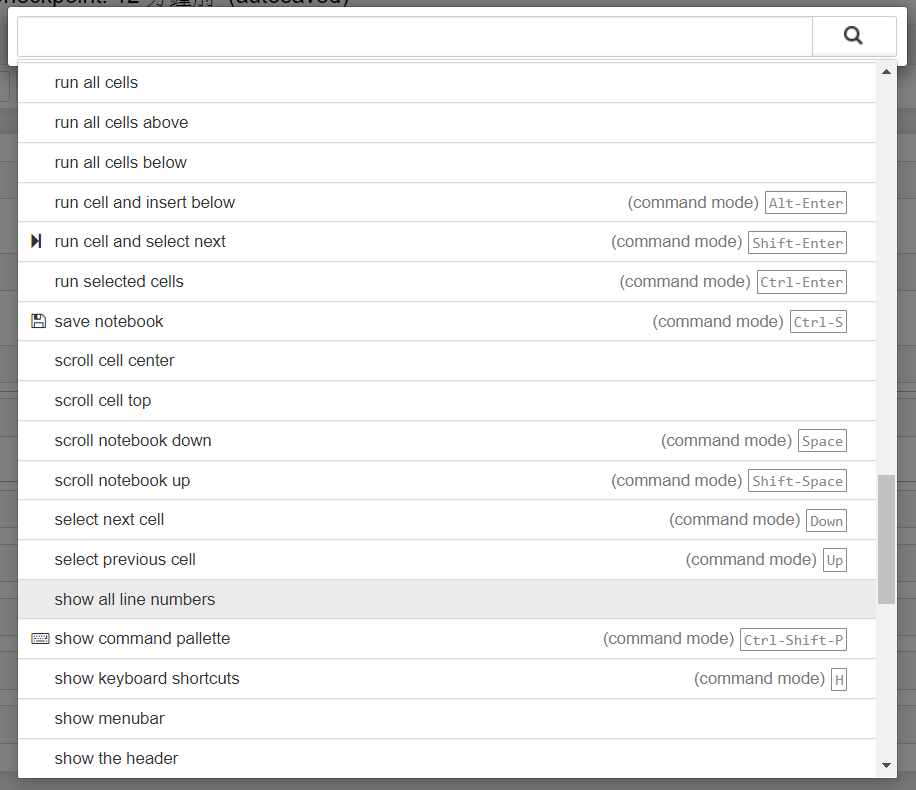 checkpoint: 12 分鐘前 (autosaved)
run all cells
run all cells above
run all cells below
run cell and insert below (command mode) Alt-Enter
run cell and select next (command mode) Shift-Enter
run selected cells (command mode) Ctrl-Enter
save notebook (command mode) Ctrl-S
scroll cell center
scroll cell top
scroll notebook down (command mode) Space
scroll notebook up (command mode) Shift-Space
select next cell (command mode) Down
select previous cell (command mode) Up
show all line numbers
show command pallette (command mode) Ctrl-Shift-P
show keyboard shortcuts (command mode) H
show menubar
show the header